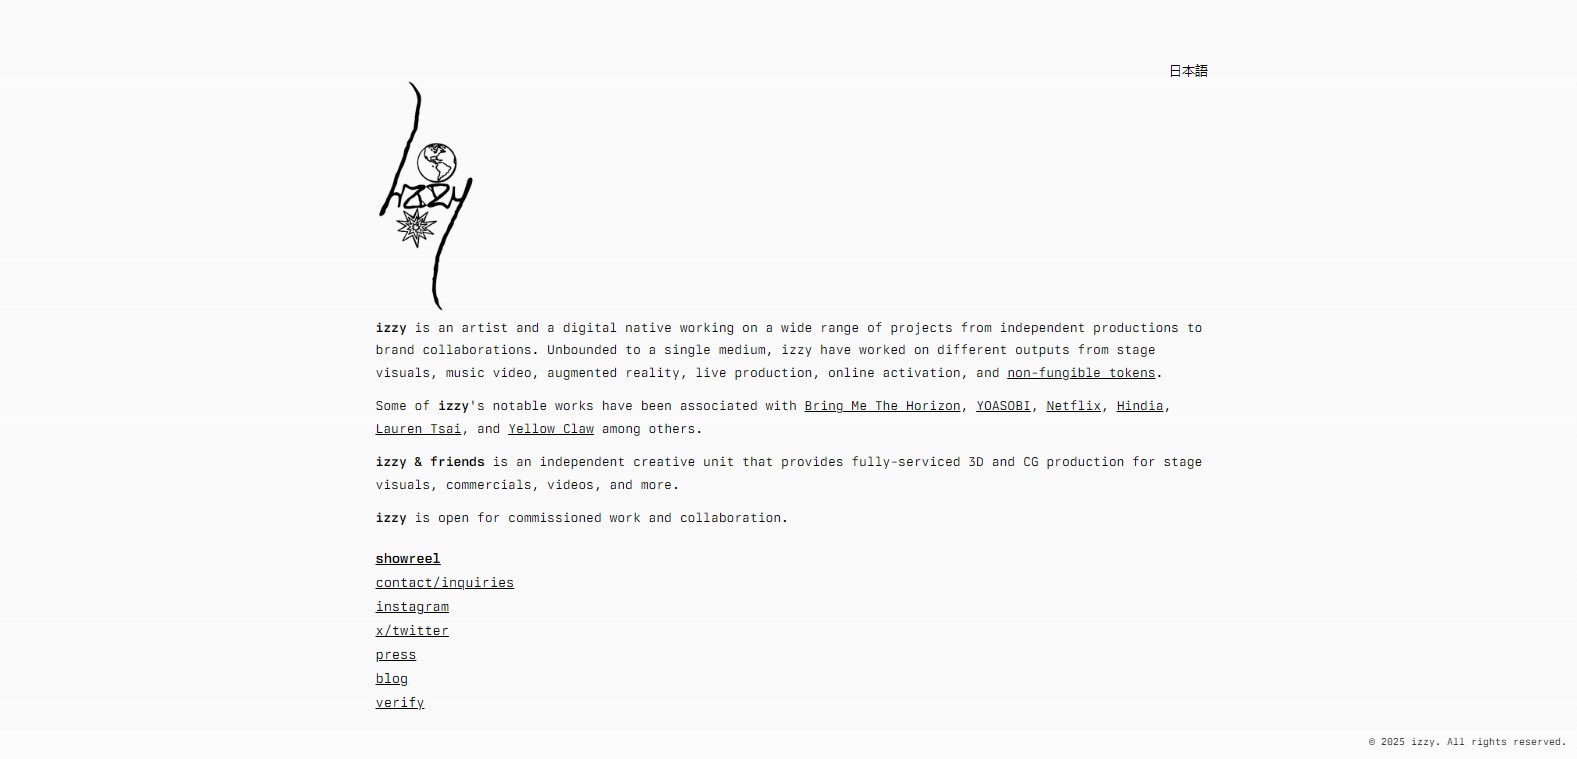 日本語
izzy
izzy is an artist and a digital native working on a wide range of projects from independent productions to
brand collaborations. Unbounded to a single medium, izzy have worked on different outputs from stage
visuals, music video, augmented reality, live production, online activation, and non-fungible tokens.
Some of izzy's notable works have been associated with Bring Me The Horizon, YOASOBI, Netflix, Hindia,
Lauren Tsai, and Yellow Claw among others.
izzy & friends is an independent creative unit that provides fully-serviced 3D and CG production for stage
visuals, commercials, videos, and more.
izzy is open for commissioned work and collaboration.
showreel
contact/inquiries
instagram
x/twitter
press
blog
verify
© 2025 izzy. All rights reserved.